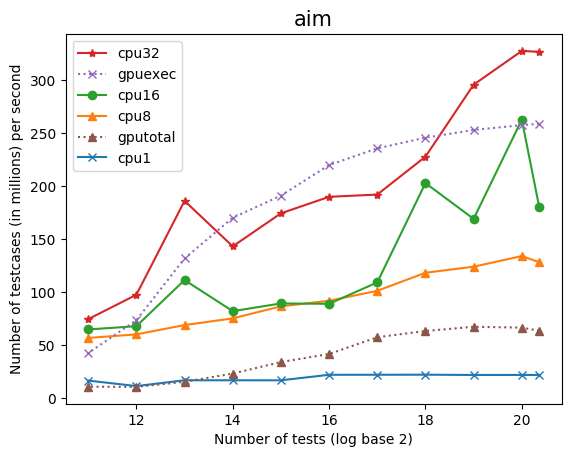 aim
cpu32
gpuexec
cpu16
cpu8
gputotal
cpu1
Number of testcases (in millions) per second
300
250
200
150
100
50
0
12 14 16 18 20
Number of tests (log base 2)